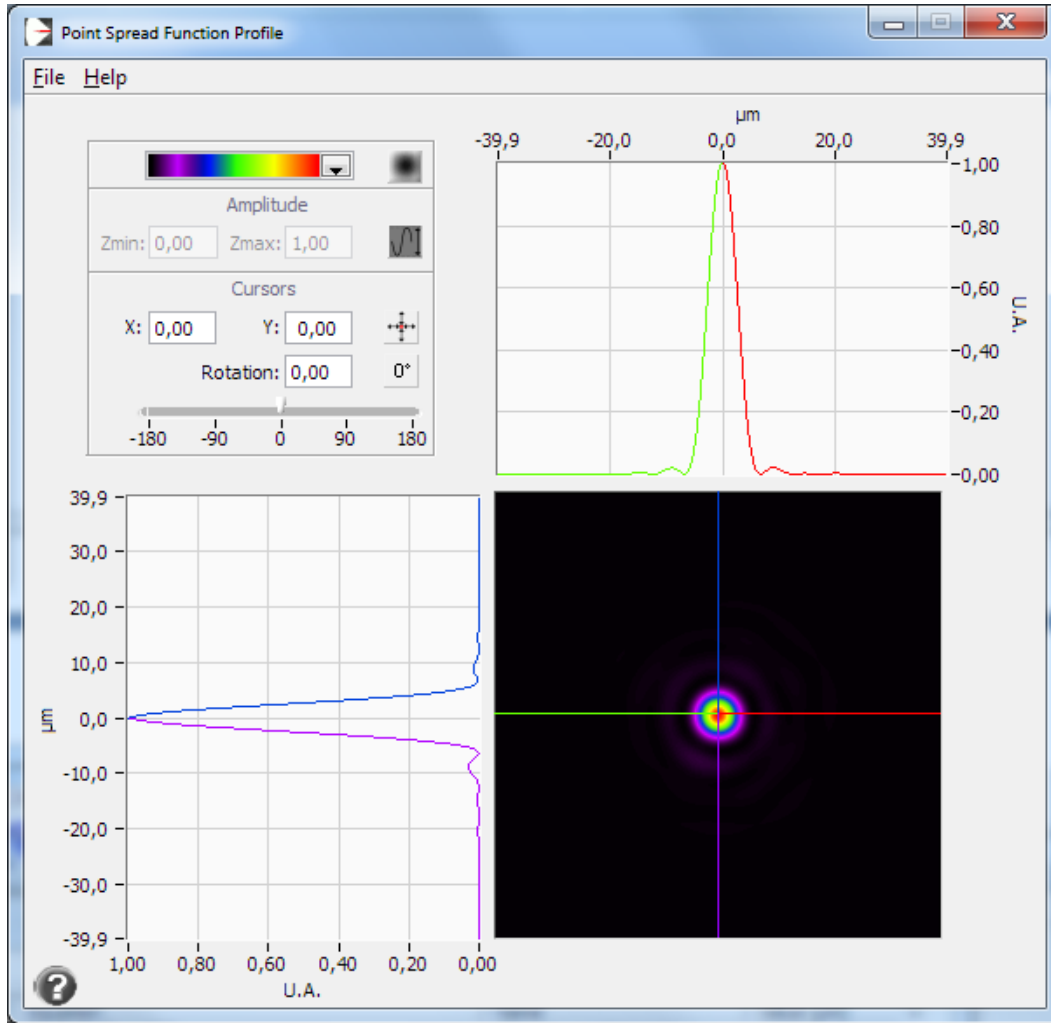 Point Spread Function Profile
File Help
µm
-39,9 -20,0 0,0 20,0 39,9
Amplitude
Zmin: 0,00 Zmax: 1,00
Cursors
X: 0,00 Y: 0,00
Rotation: 0,00 0°
-180 -90 0 90 180
1,00
0,80
0,60
0,40
0,20
0,00
U.A.
39,9
30,0
20,0
10,0
0,0
-10,0
-20,0
-30,0
-39,9
µm
1,00 0,80 0,60 0,40 0,20 0,00
U.A.
?